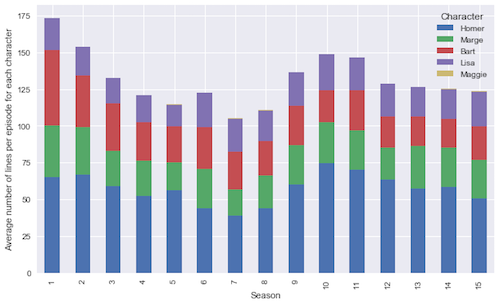 Character
Homer
Marge
Bart
Lisa
Maggie
Average number of lines per episode for each character
175
150
125
100
75
50
25
0
1 2 3 4 5 6 7 8 9 10 11 12 13 14 15
Season